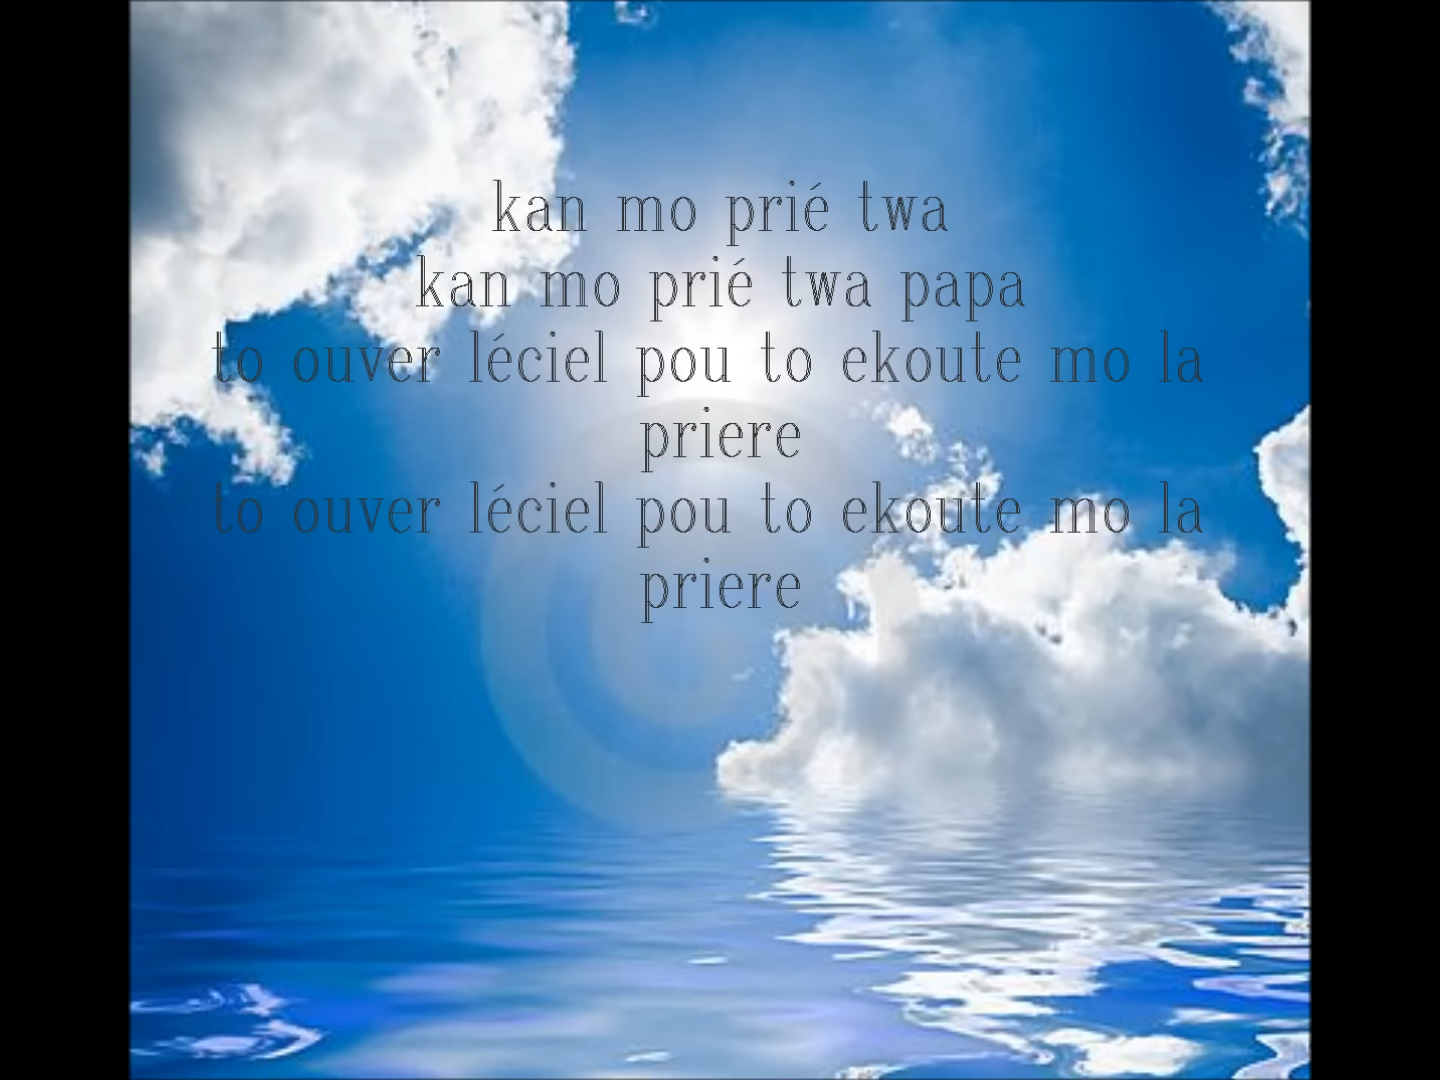 kan mo prié twa
kan mo prié twa papa
to ouver léciel pou to ekoute mo la
priere
to ouver léciel pou to ekoute mo la
priere